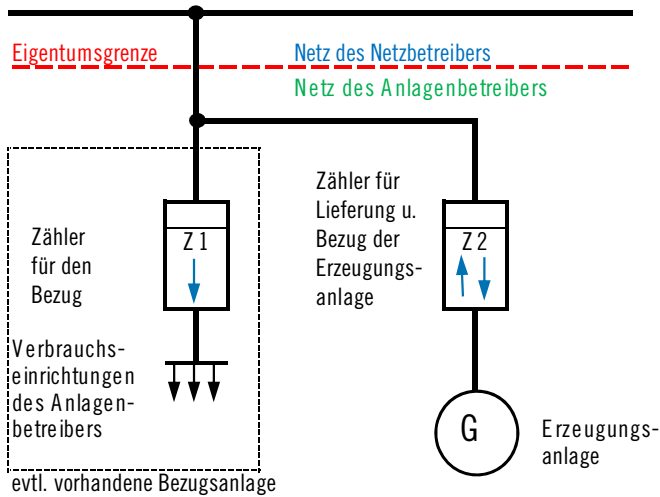 Eigentumsgrenze
Netz des Netzbetreibers
Netz des Anlagenbetreibers
Zähler für
Lieferung u.
Bezug der
Erzeugungs-
anlage
Zähler
für den
Bezug
Z 1
Z 2
Verbrauchs-
einrichtungen
des Anlagen-
betreibers
G
Erzeugungs-
anlage
evtl. vorhandene Bezugsanlage